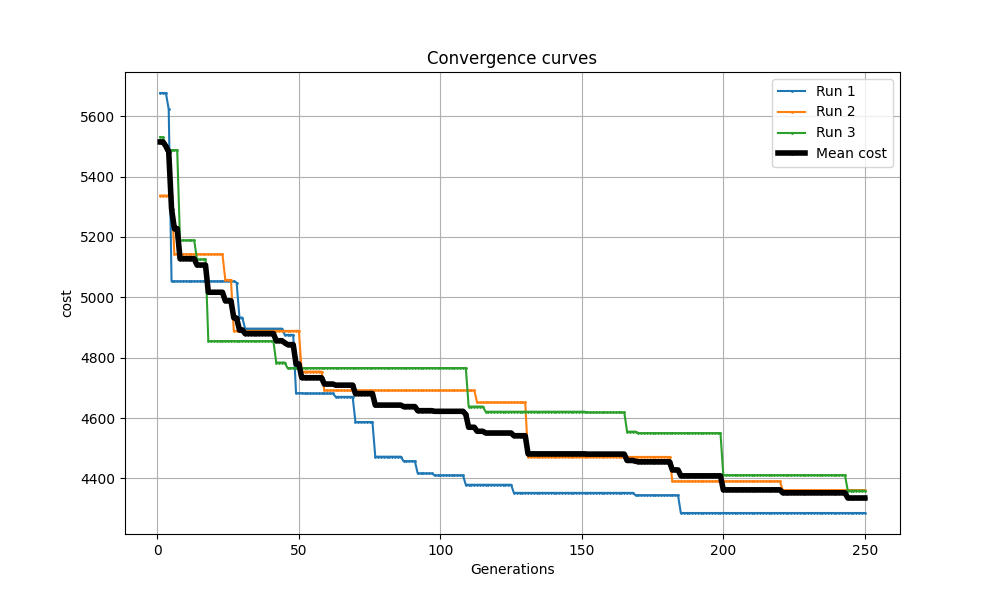 Convergence curves
Run 1
Run 2
Run 3
Mean cost
5600
5400
5200
5000
4800
4600
4400
cost
0
50
100
150
200
250
Generations